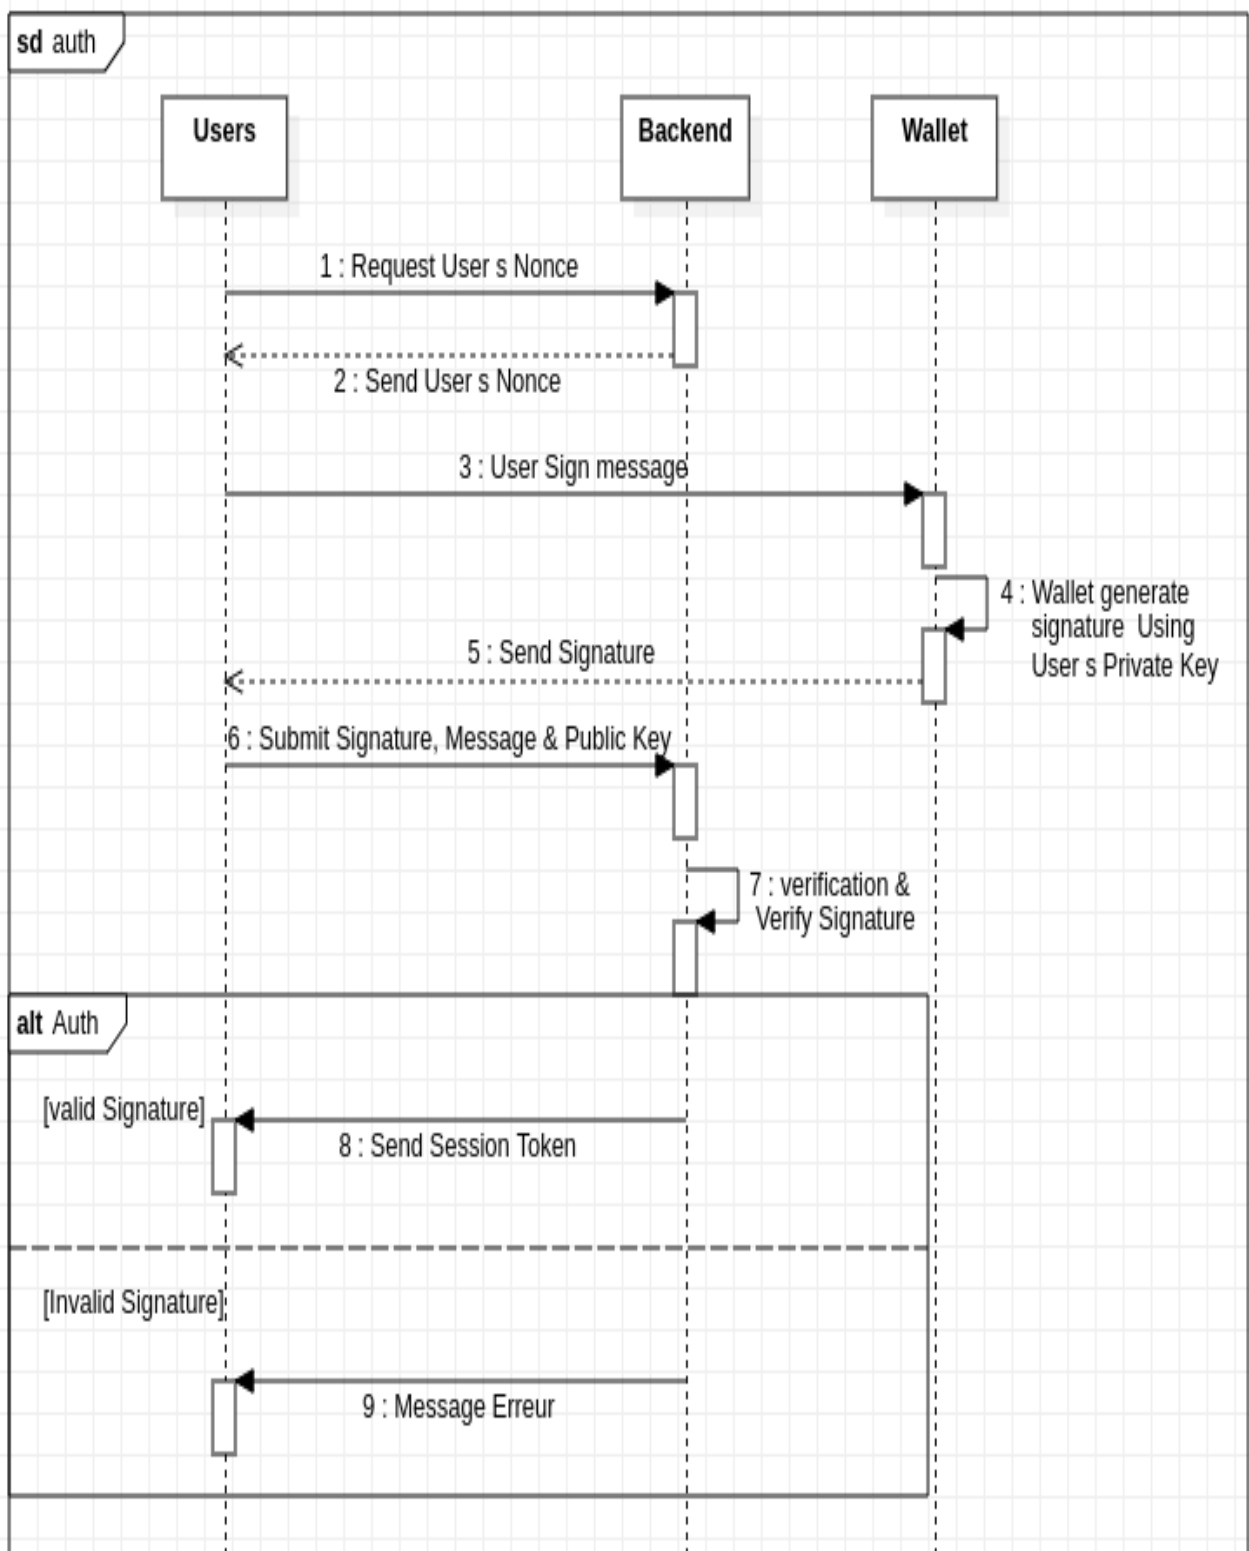 sd auth
Users
Backend
Wallet
1 : Request User s Nonce
2 : Send User s Nonce
3 : User Sign message
4 : Wallet generate
signature Using
User s Private Key
5 : Send Signature
6 : Submit Signature, Message & Public Key
7 : verification &
Verify Signature
alt Auth
[valid Signature]
8 : Send Session Token
[Invalid Signature]
9 : Message Erreur